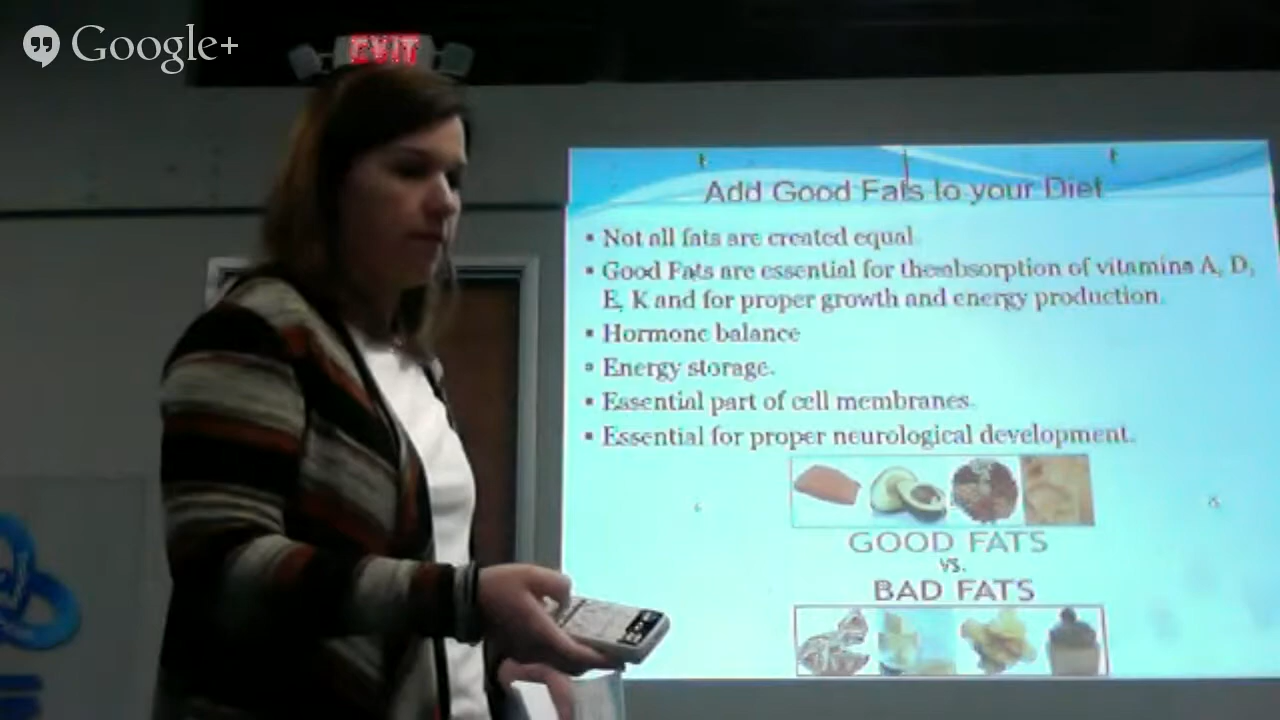 Google+
EXIT
Add Good Fats to your Diet
Not all fats are created equal
Good Fats are essential for the absorption of vitamins A, D,
E, K and for proper growth and energy production.
Hormone balance
Energy storage.
Essential part of cell membranes.
Essential for proper neurological development.
GOOD FATS
VS.
BAD FATS